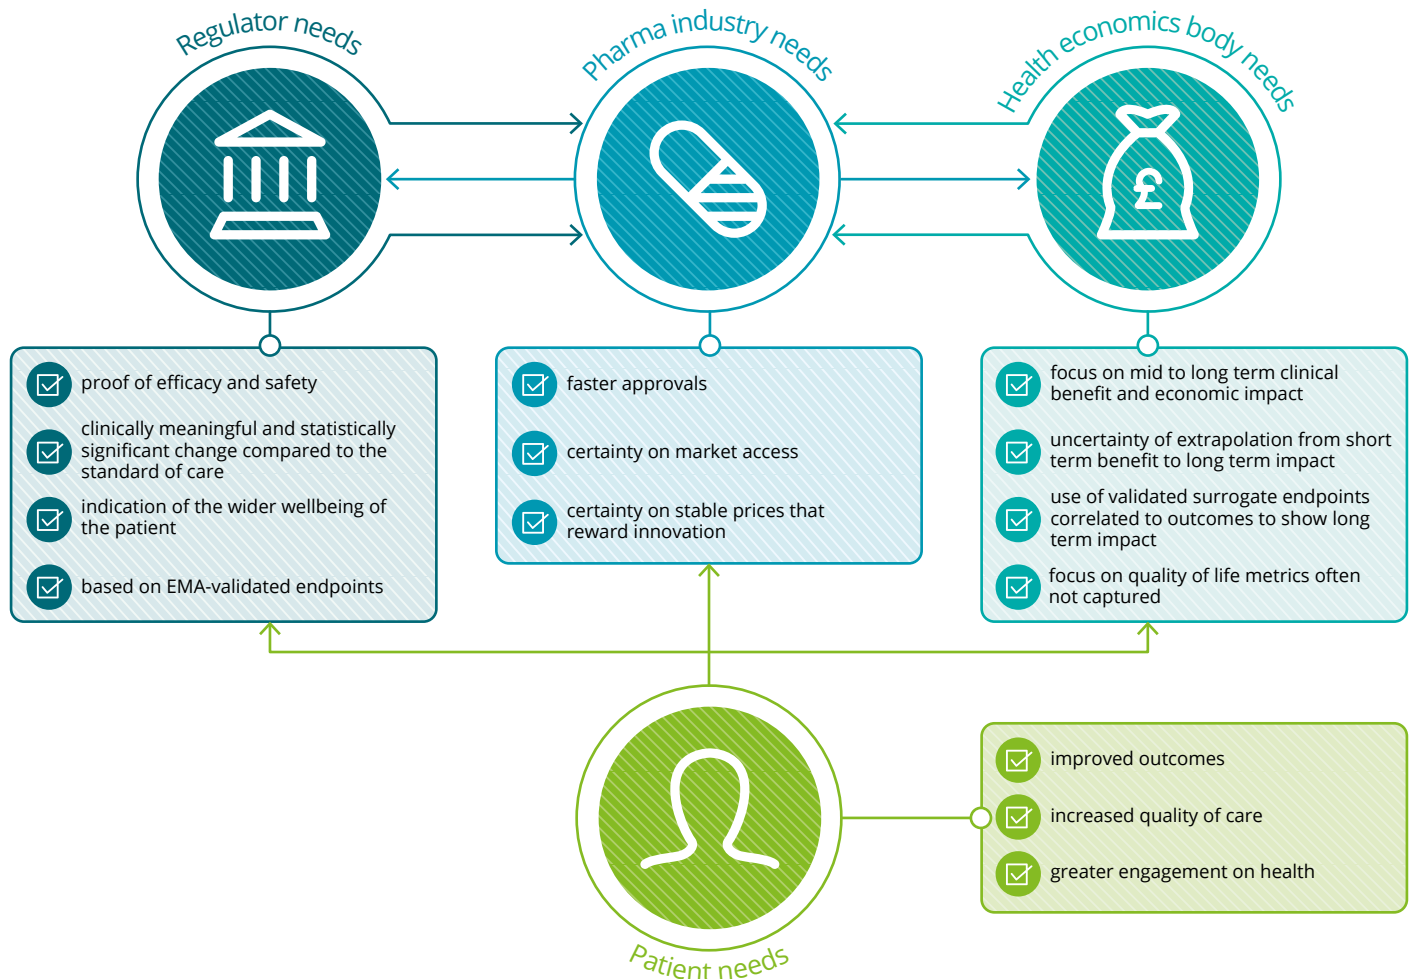 Regulator needs
Pharma industry needs
Health economics body needs
£
proof of efficacy and safety
clinically meaningful and statistically
significant change compared to the
standard of care
indication of the wider wellbeing of
the patient
based on EMA-validated endpoints
faster approvals
certainty on market access
certainty on stable prices that
reward innovation
focus on mid to long term clinical
benefit and economic impact
uncertainty of extrapolation from short
term benefit to long term impact
use of validated surrogate endpoints
correlated to outcomes to show long
term impact
focus on quality of life metrics often
not captured
improved outcomes
increased quality of care
greater engagement on health
Patient needs